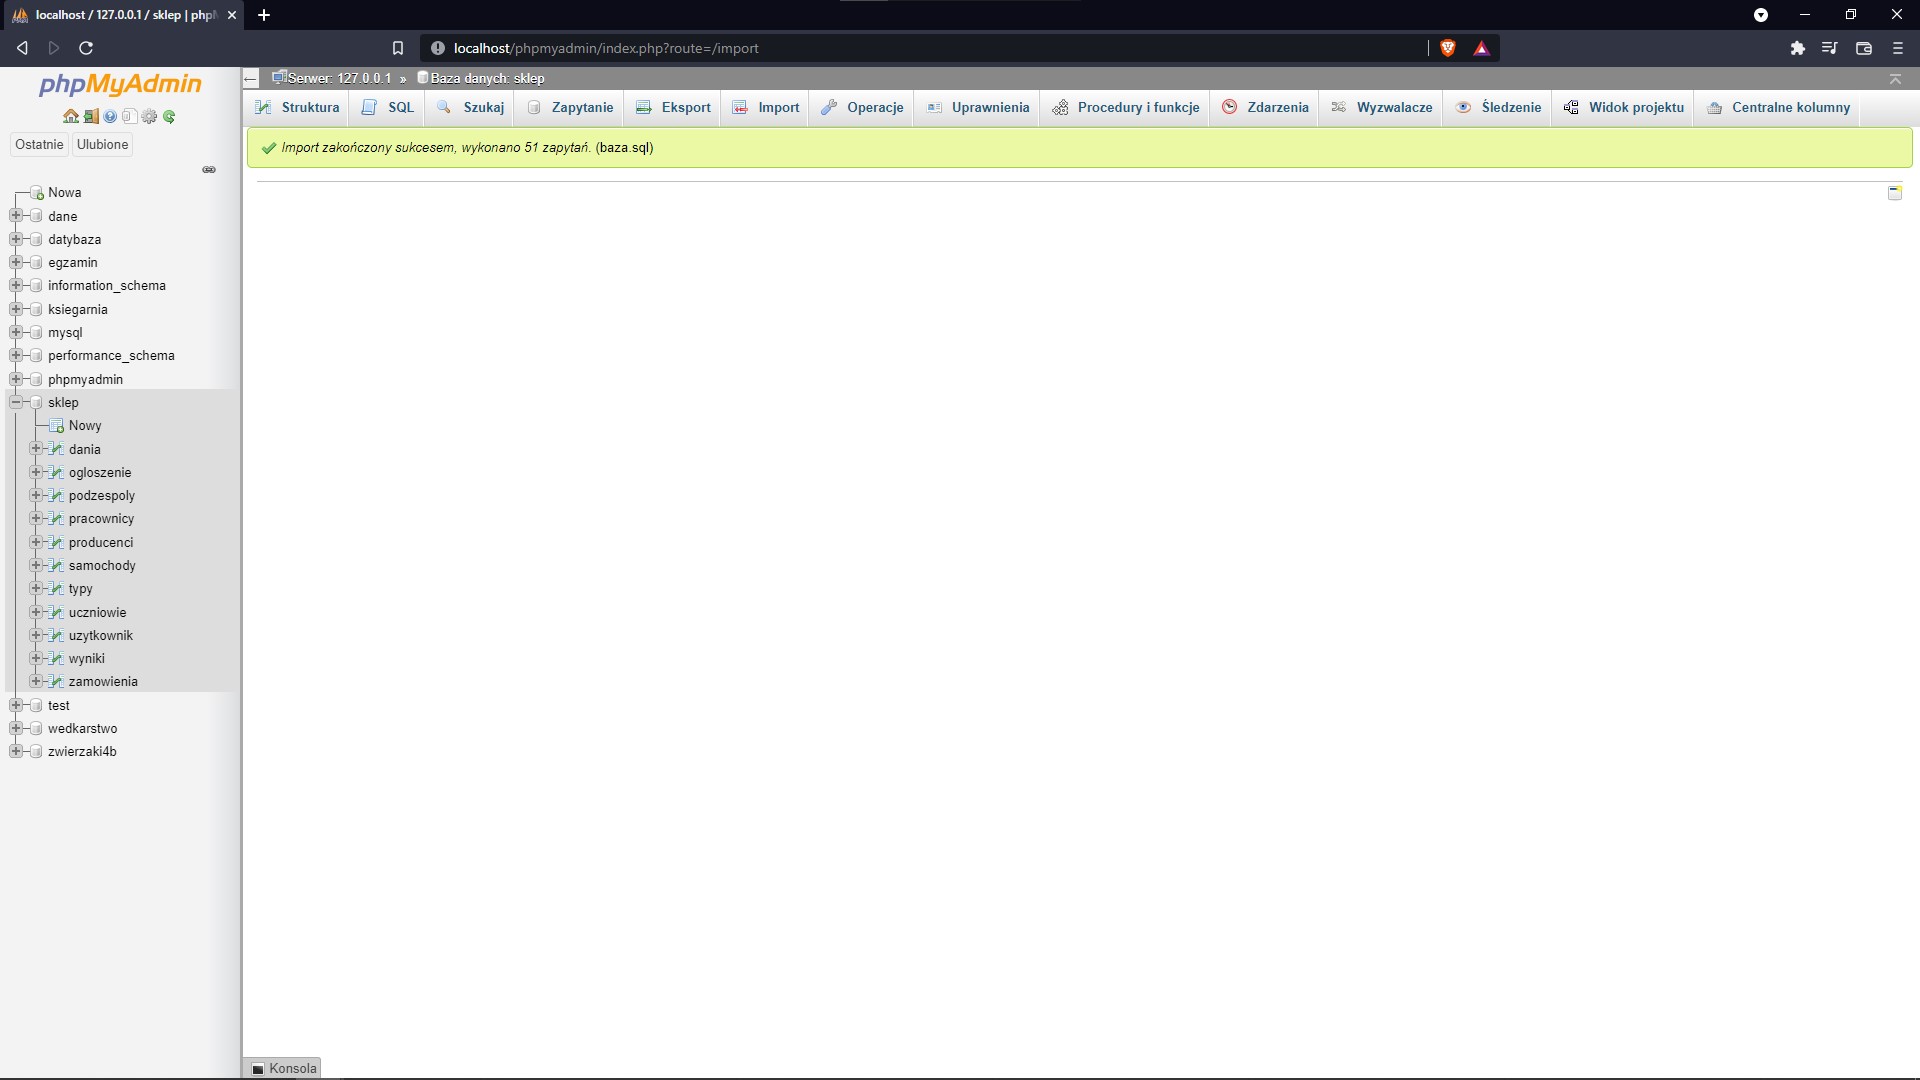 localhost / 127.0.0.1 / sklep | phpM
localhost/phpmyadmin/index.php?route=/import
phpMyAdmin
Ostatnie Ulubione
Nowa
dane
datybaza
egzamin
information_schema
ksiegarnia
mysql
performance_schema
phpmyadmin
sklep
Nowy
dania
ogloszenie
podzespoly
pracownicy
producenci
samochody
typy
uczniowie
uzytkownik
wyniki
zamowienia
test
wedkarstwo
zwierzaki4b
Serwer: 127.0.0.1 » Baza danych: sklep
Struktura SQL Szukaj Zapytanie Eksport Import Operacje Uprawnienia Procedury i funkcje Zdarzenia Wyzwalacze Śledzenie Widok projektu Centralne kolumny
Import zakończony sukcesem, wykonano 51 zapytań. (baza.sql)
Konsola